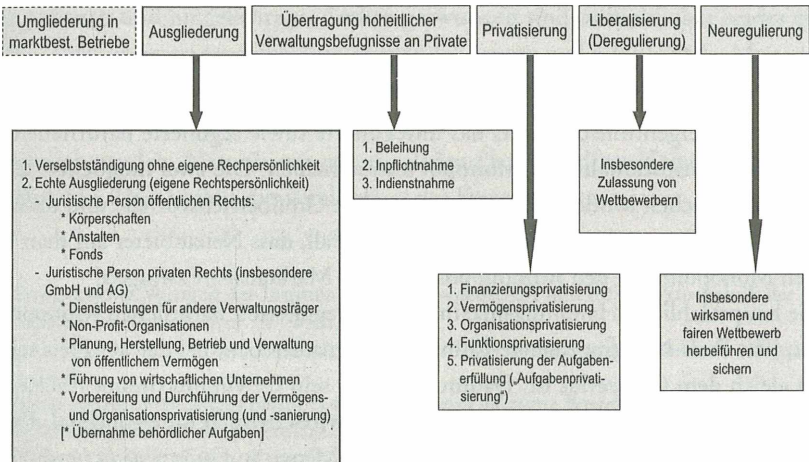 Umgliederung in
marktbest. Betriebe
Ausgliederung
Übertragung hoheitllicher
Verwaltungsbefugnisse an Private
Privatisierung
Liberalisierung
(Deregulierung)
Neuregulierung
1. Verselbstständigung ohne eigene Rechpersönlichkeit
2. Echte Ausgliederung (eigene Rechtspersönlichkeit)
- Juristische Person öffentlichen Rechts:
* Körperschaften
* Anstalten
* Fonds
- Juristische Person privaten Rechts (insbesondere
GmbH und AG)
* Dienstleistungen für andere Verwaltungsträger
* Non-Profit-Organisationen
* Planung, Herstellung, Betrieb und Verwaltung
von öffentlichem Vermögen
* Führung von wirtschaftlichen Unternehmen
* Vorbereitung und Durchführung der Vermögens-
und Organisationsprivatisierung (und -sanierung)
[* Übernahme behördlicher Aufgaben]
1. Beleihung
2. Inpflichtnahme
3. Indienstnahme
1. Finanzierungsprivatisierung
2. Vermögensprivatisierung
3. Organisationsprivatisierung
4. Funktionsprivatisierung
5. Privatisierung der Aufgaben-
erfüllung („Aufgabenprivati-
sierung“)
Insbesondere
Zulassung von
Wettbewerbern
Insbesondere
wirksamen und
fairen Wettbewerb
herbeiführen und
sichern